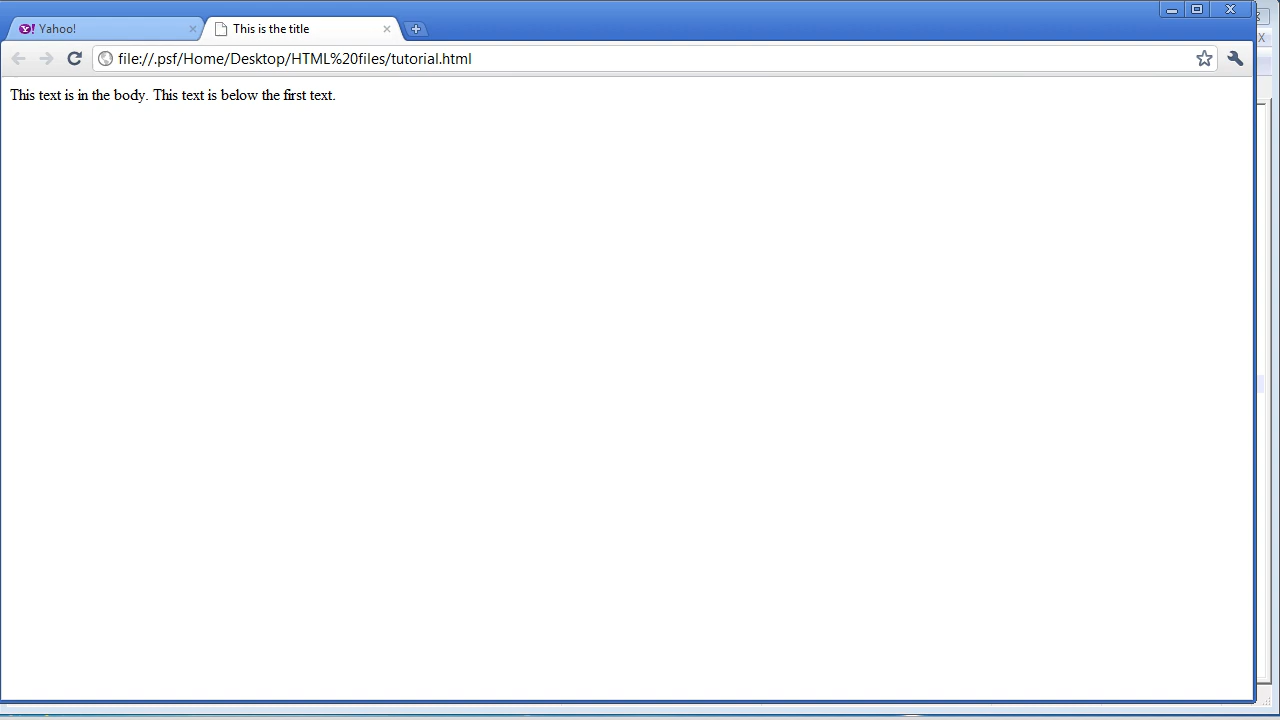 Yahoo!
This is the title
file://.psf/Home/Desktop/HTML%20files/tutorial.html
This text is in the body. This text is below the first text.